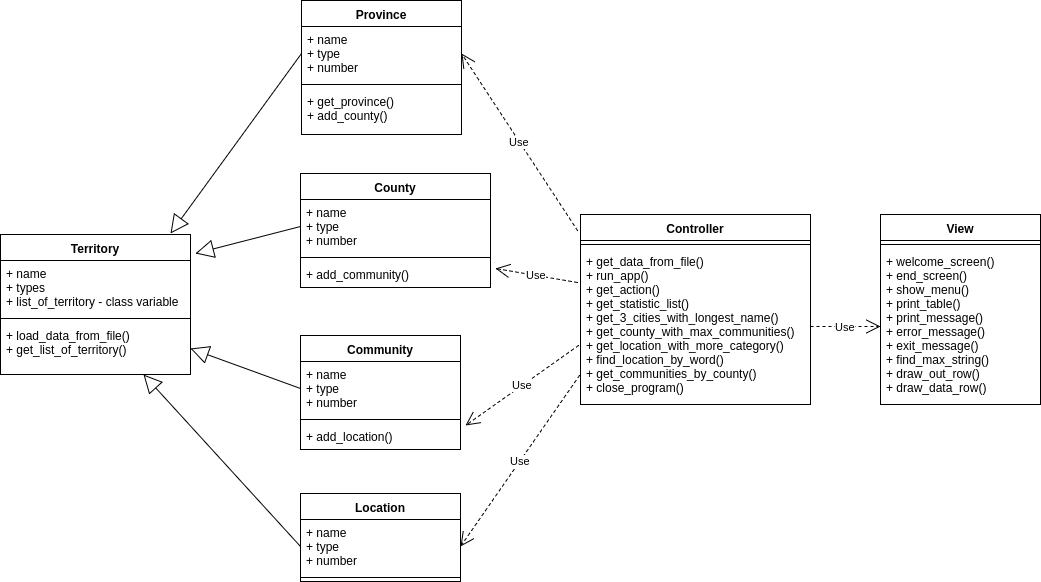 Province
+ name
+ type
+ number
+ get_province()
+ add_county()
Use
County
+ name
+ type
+ number
+ add_community()
Use
Territory
+ name
+ types
+ list_of_territory - class variable
+ load_data_from_file()
+ get_list_of_territory()
Community
+ name
+ type
+ number
+ add_location()
Use
Location
+ name
+ type
+ number
Use
Controller
+ get_data_from_file()
+ run_app()
+ get_action()
+ get_statistic_list()
+ get_3_cities_with_longest_name()
+ get_county_with_max_communities()
+ get_location_with_more_category()
+ find_location_by_word()
+ get_communities_by_county()
+ close_program()
Use
View
+ welcome_screen()
+ end_screen()
+ show_menu()
+ print_table()
+ print_message()
+ error_message()
+ exit_message()
+ find_max_string()
+ draw_out_row()
+ draw_data_row()